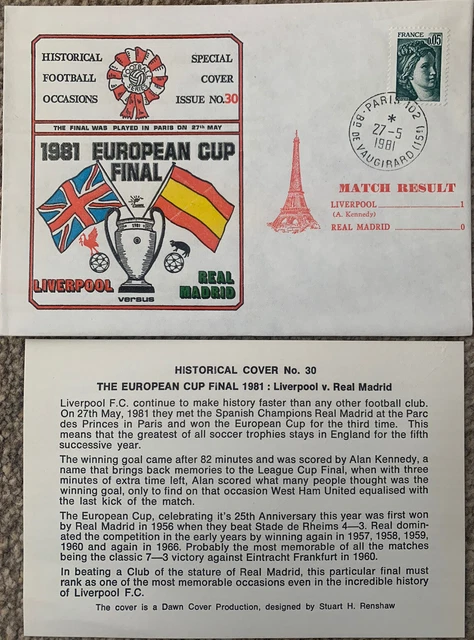 HISTORICAL
FOOTBALL
OCCASIONS
FOOTBALL
SERIES
SPECIAL
COVER
ISSUE NO.30
THE FINAL WAS PLAYED IN PARIS ON 27TH MAY
1981 EUROPEAN CUP
FINAL
LIVERPOOL
versus
REAL
MADRID
FRANCE
0,05
80-PARIS 102
*
27-5
1981
BD DE VAUGIRARD (15E)
MATCH RESULT
LIVERPOOL 1
(A. Kennedy)
REAL MADRID 0
HISTORICAL COVER No. 30
THE EUROPEAN CUP FINAL 1981 : Liverpool v. Real Madrid
Liverpool F.C. continue to make history faster than any other football club.
On 27th May, 1981 they met the Spanish Champions Real Madrid at the Parc
des Princes in Paris and won the European Cup for the third time. This
means that the greatest of all soccer trophies stays in England for the fifth
successive year.
The winning goal came after 82 minutes and was scored by Alan Kennedy, a
name that brings back memories to the League Cup Final, when with three
minutes of extra time left, Alan scored what many people thought was the
winning goal, only to find on that occasion West Ham United equalised with
the last kick of the match.
The European Cup, celebrating it's 25th Anniversary this year was first won
by Real Madrid in 1956 when they beat Stade de Rheims 4—3. Real domin-
ated the competition in the early years by winning again in 1957, 1958, 1959,
1960 and again in 1966. Probably the most memorable of all the matches
being the classic 7—3 victory against Eintracht Frankfurt in 1960.
In beating a Club of the stature of Real Madrid, this particular final must
rank as one of the most memorable occasions even in the incredible history
of Liverpool F.C.
The cover is a Dawn Cover Production, designed by Stuart H. Renshaw